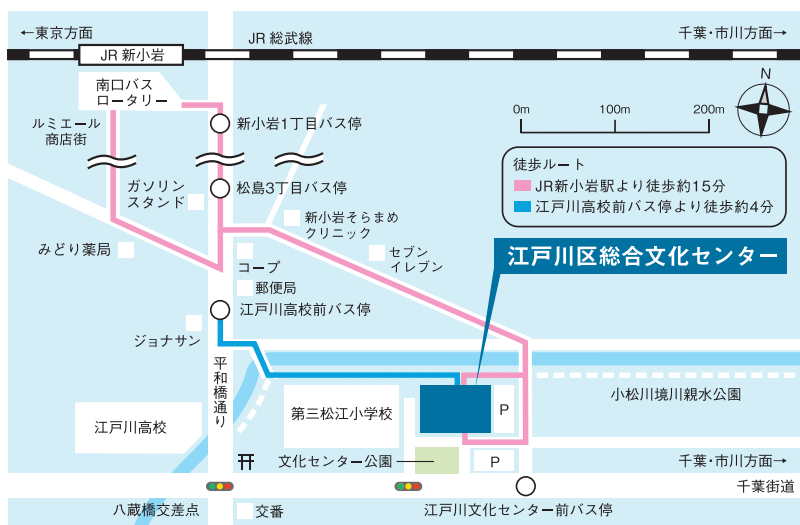 ←東京方面
JR 総武線
千葉・市川方面→
JR 新小岩
N
南口バス
ロータリー
0m
100m
200m
ルミエール
商店街
新小岩1丁目バス停
徒歩ルート
JR新小岩駅より徒歩約15分
江戸川高校前バス停より徒歩約4分
ガソリン
スタンド
松島3丁目バス停
新小岩そらまめ
クリニック
みどり薬局
コープ
セブン
イレブン
江戸川区総合文化センター
郵便局
江戸川高校前バス停
ジョナサン
平和橋通り
小松川境川親水公園
第三松江小学校
P
江戸川高校
文化センター公園
P
千葉・市川方面→
千葉街道
八蔵橋交差点
交番
江戸川文化センター前バス停